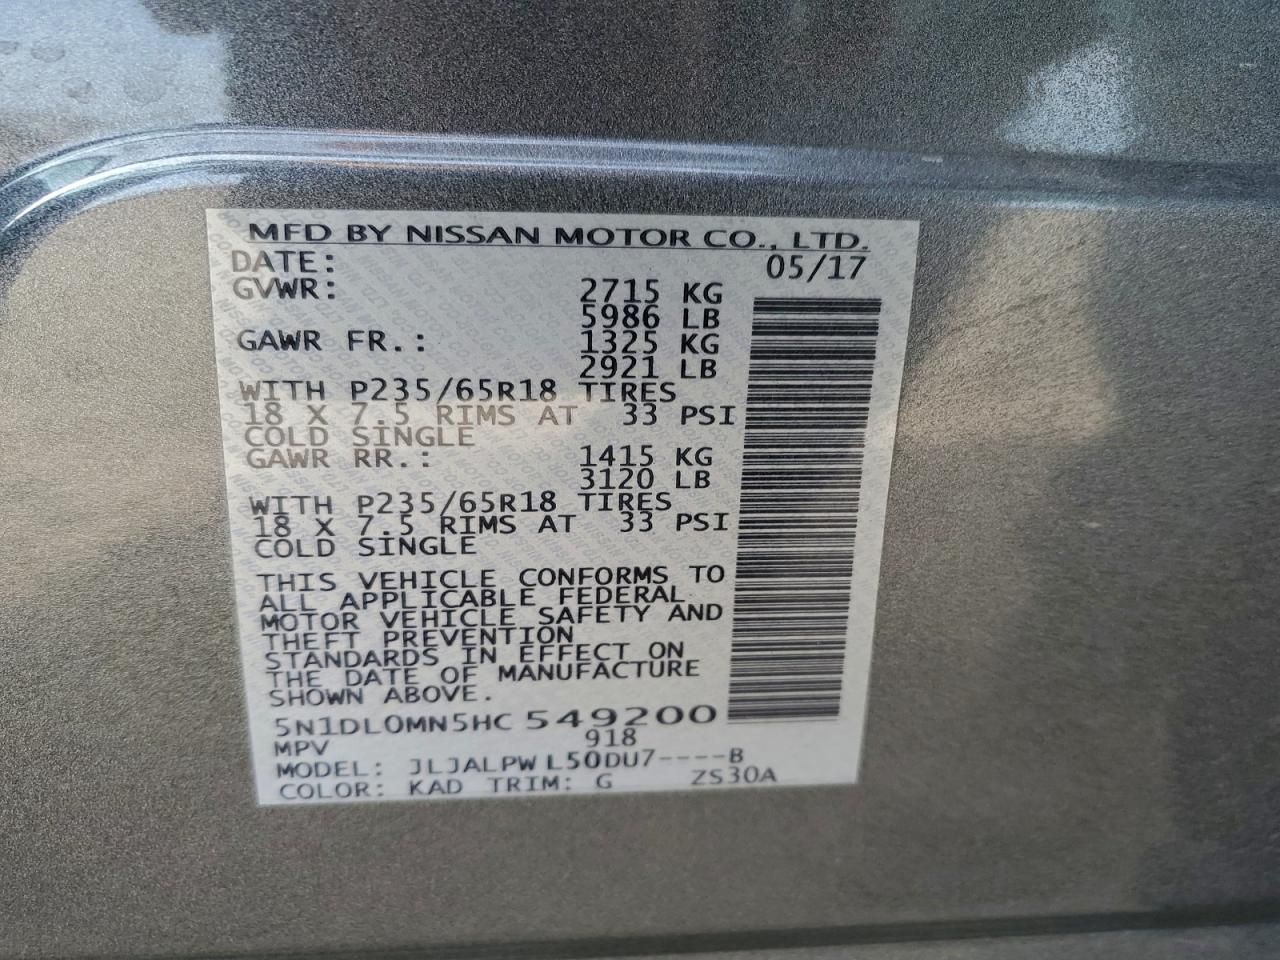 MFD BY NISSAN MOTOR CO., LTD.
DATE: 05/17
GVWR: 2715 KG
5986 LB
GAWR FR.: 1325 KG
2921 LB
WITH P235/65R18 TIRES
18 X 7.5 RIMS AT 33 PSI
COLD SINGLE
GAWR RR.: 1415 KG
3120 LB
WITH P235/65R18 TIRES
18 X 7.5 RIMS AT 33 PSI
COLD SINGLE
THIS VEHICLE CONFORMS TO
ALL APPLICABLE FEDERAL
MOTOR VEHICLE SAFETY AND
THEFT PREVENTION
STANDARDS IN EFFECT ON
THE DATE OF MANUFACTURE
SHOWN ABOVE.
5N1DL0MN5HC 549200
MPV 918
MODEL: JLJALPW L50DU7----B
COLOR: KAD TRIM: G ZS30A